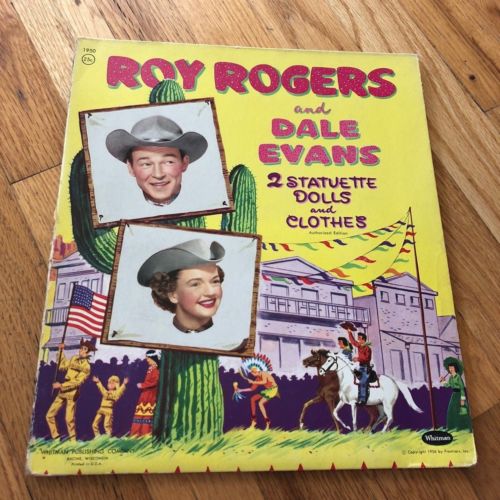 1950
25c
ROY ROGERS
and
DALE
EVANS
2 STATUETTE
DOLLS
and
CLOTHES
Authorized Edition
WHITMAN PUBLISHING COMPANY
RACINE, WISCONSIN
Printed in U.S.A.
Whitman
© Copyright 1956 by Frontiers, Inc.